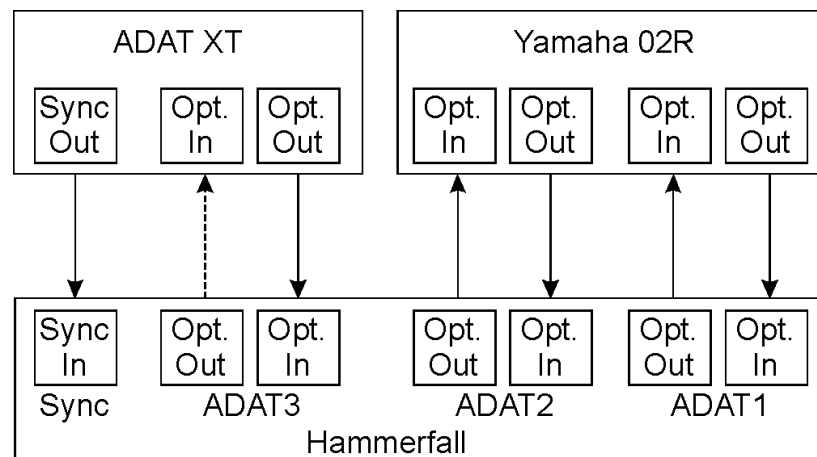 ADAT XT
Yamaha 02R
Sync Out
Opt. In
Opt. Out
Opt. In
Opt. Out
Opt. In
Opt. Out
Sync In
Opt. Out
Opt. In
Opt. Out
Opt. In
Opt. Out
Opt. In
Sync
ADAT3
ADAT2
ADAT1
Hammerfall